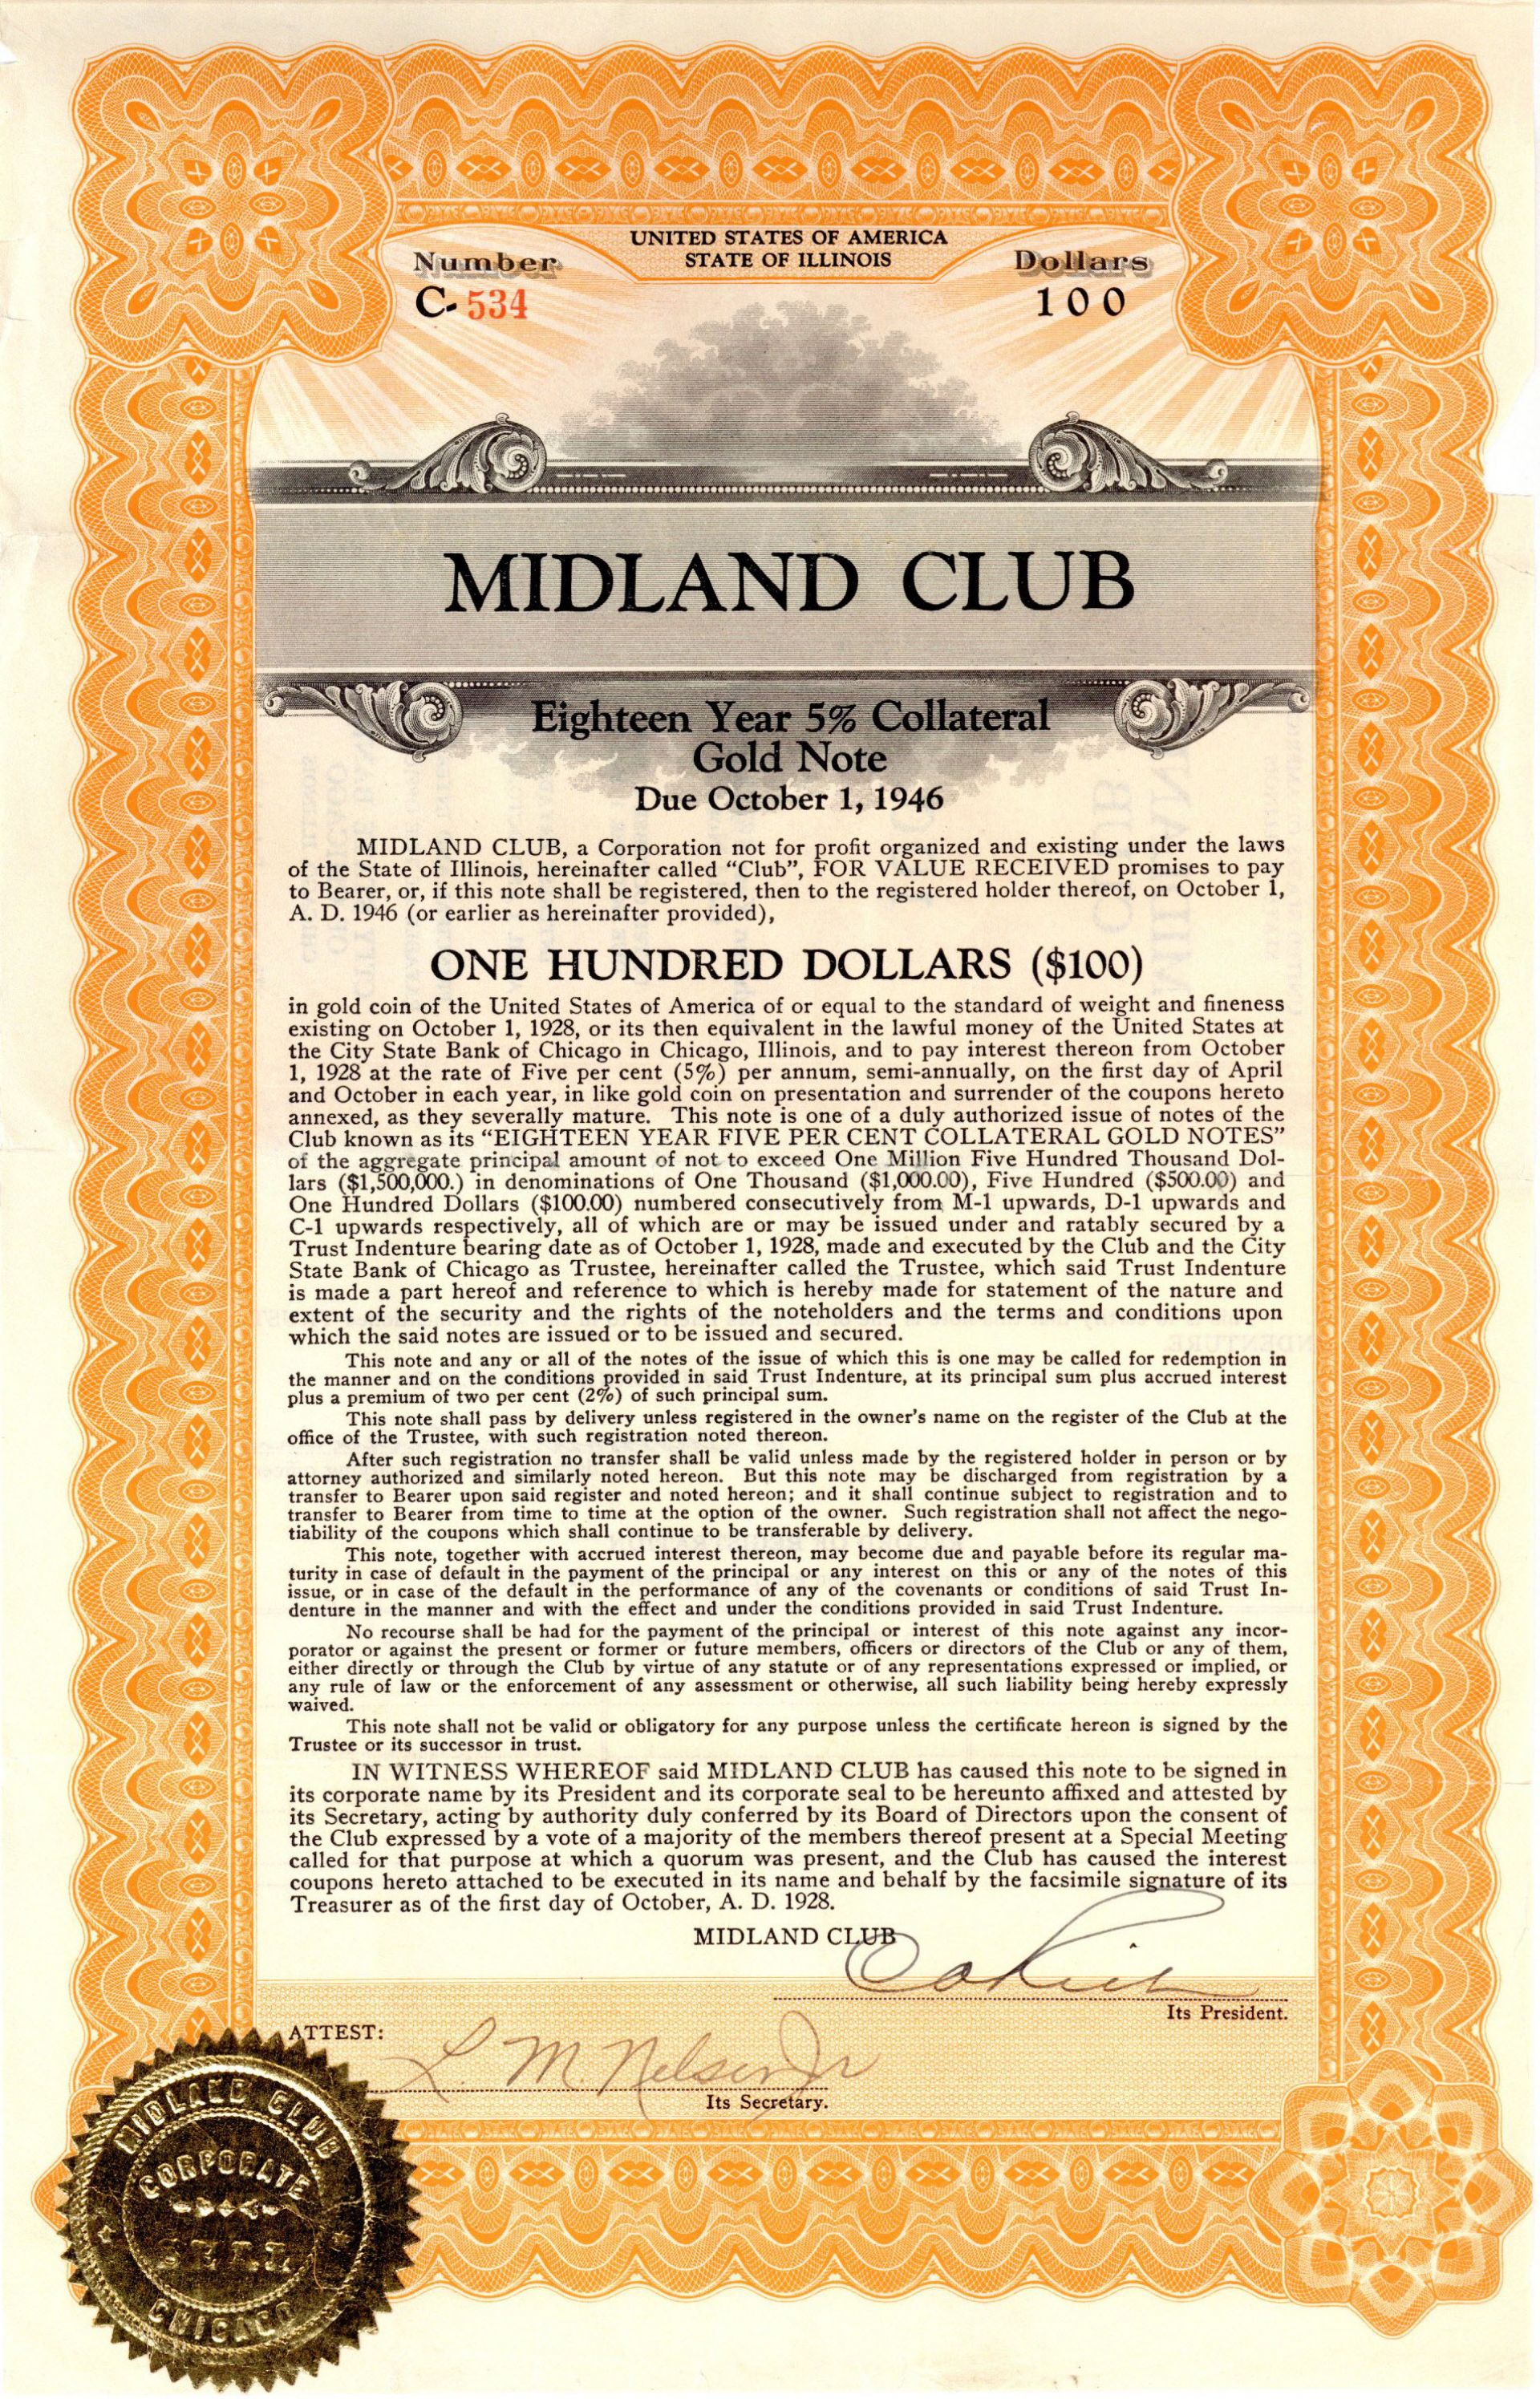 UNITED STATES OF AMERICA
STATE OF ILLINOIS
Number
C- 534
Dollars
100
MIDLAND CLUB
Eighteen Year 5% Collateral
Gold Note
Due October 1, 1946
MIDLAND CLUB, a Corporation not for profit organized and existing under the laws
of the State of Illinois, hereinafter called “Club”, FOR VALUE RECEIVED promises to pay
to Bearer, or, if this note shall be registered, then to the registered holder thereof, on October 1,
A. D. 1946 (or earlier as hereinafter provided),
ONE HUNDRED DOLLARS ($100)
in gold coin of the United States of America of or equal to the standard of weight and fineness
existing on October 1, 1928, or its then equivalent in the lawful money of the United States at
the City State Bank of Chicago in Chicago, Illinois, and to pay interest thereon from October
1, 1928 at the rate of Five per cent (5%) per annum, semi-annually, on the first day of April
and October in each year, in like gold coin on presentation and surrender of the coupons hereto
annexed, as they severally mature. This note is one of a duly authorized issue of notes of the
Club known as its “EIGHTEEN YEAR FIVE PER CENT COLLATERAL GOLD NOTES”
of the aggregate principal amount of not to exceed One Million Five Hundred Thousand Dol-
lars ($1,500,000.) in denominations of One Thousand ($1,000.00), Five Hundred ($500.00) and
One Hundred Dollars ($100.00) numbered consecutively from M-1 upwards, D-1 upwards and
C-1 upwards respectively, all of which are or may be issued under and ratably secured by a
Trust Indenture bearing date as of October 1, 1928, made and executed by the Club and the City
State Bank of Chicago as Trustee, hereinafter called the Trustee, which said Trust Indenture
is made a part hereof and reference to which is hereby made for statement of the nature and
extent of the security and the rights of the noteholders and the terms and conditions upon
which the said notes are issued or to be issued and secured.
This note and any or all of the notes of the issue of which this is one may be called for redemption in
the manner and on the conditions provided in said Trust Indenture, at its principal sum plus accrued interest
plus a premium of two per cent (2%) of such principal sum.
This note shall pass by delivery unless registered in the owner's name on the register of the Club at the
office of the Trustee, with such registration noted thereon.
After such registration no transfer shall be valid unless made by the registered holder in person or by
attorney authorized and similarly noted hereon. But this note may be discharged from registration by a
transfer to Bearer upon said register and noted hereon; and it shall continue subject to registration and to
transfer to Bearer from time to time at the option of the owner. Such registration shall not affect the nego-
tiability of the coupons which shall continue to be transferable by delivery.
This note, together with accrued interest thereon, may become due and payable before its regular ma-
turity in case of default in the payment of the principal or any interest on this or any of the notes of this
issue, or in case of the default in the performance of any of the covenants or conditions of said Trust In-
denture in the manner and with the effect and under the conditions provided in said Trust Indenture.
No recourse shall be had for the payment of the principal or interest of this note against any incor-
porator or against the present or former or future members, officers or directors of the Club or any of them,
either directly or through the Club by virtue of any statute or of any representations expressed or implied, or
any rule of law or the enforcement of any assessment or otherwise, all such liability being hereby expressly
waived.
This note shall not be valid or obligatory for any purpose unless the certificate hereon is signed by the
Trustee or its successor in trust.
IN WITNESS WHEREOF said MIDLAND CLUB has caused this note to be signed in
its corporate name by its President and its corporate seal to be hereunto affixed and attested by
its Secretary, acting by authority duly conferred by its Board of Directors upon the consent of
the Club expressed by a vote of a majority of the members thereof present at a Special Meeting
called for that purpose at which a quorum was present, and the Club has caused the interest
coupons hereto attached to be executed in its name and behalf by the facsimile signature of its
Treasurer as of the first day of October, A. D. 1928.
MIDLAND CLUB
Its President.
ATTEST:
L. M. Nelson Jr
Its Secretary.
MIDLAND CLUB
CORPORATE
SEAL
CHICAGO